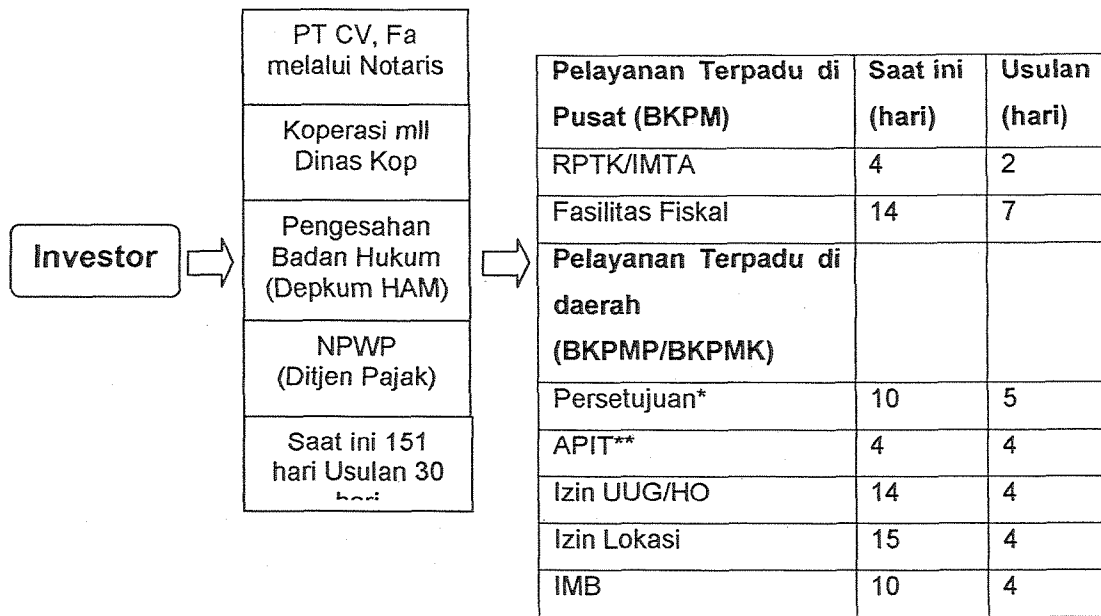 Investor
PT CV, Fa
melalui Notaris
Koperasi mll
Dinas Kop
Pengesahan
Badan Hukum
(Depkum HAM)
NPWP
(Ditjen Pajak)
Saat ini 151
hari Usulan 30
hari
Pelayanan Terpadu di Pusat (BKPM) Saat ini (hari) Usulan (hari)
RPTK/IMTA 4 2
Fasilitas Fiskal 14 7
Pelayanan Terpadu di
daerah
(BKPMP/BKPMK)
Persetujuan* 10 5
APIT** 4 4
Izin UUG/HO 14 4
Izin Lokasi 15 4
IMB 10 4